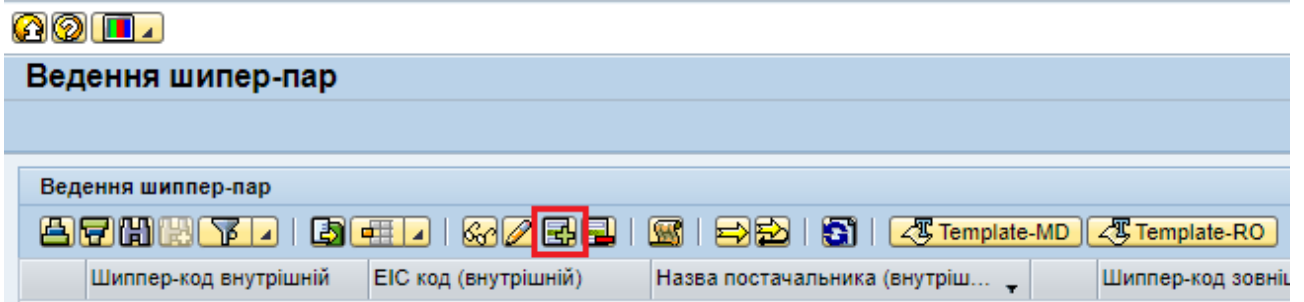 Ведення шипер-пар
Ведення шиппер-пар
Template-MD Template-RO
Шиппер-код внутрішній EIC код (внутрішній) Назва постачальника (внутріш... Шиппер-код зовніш